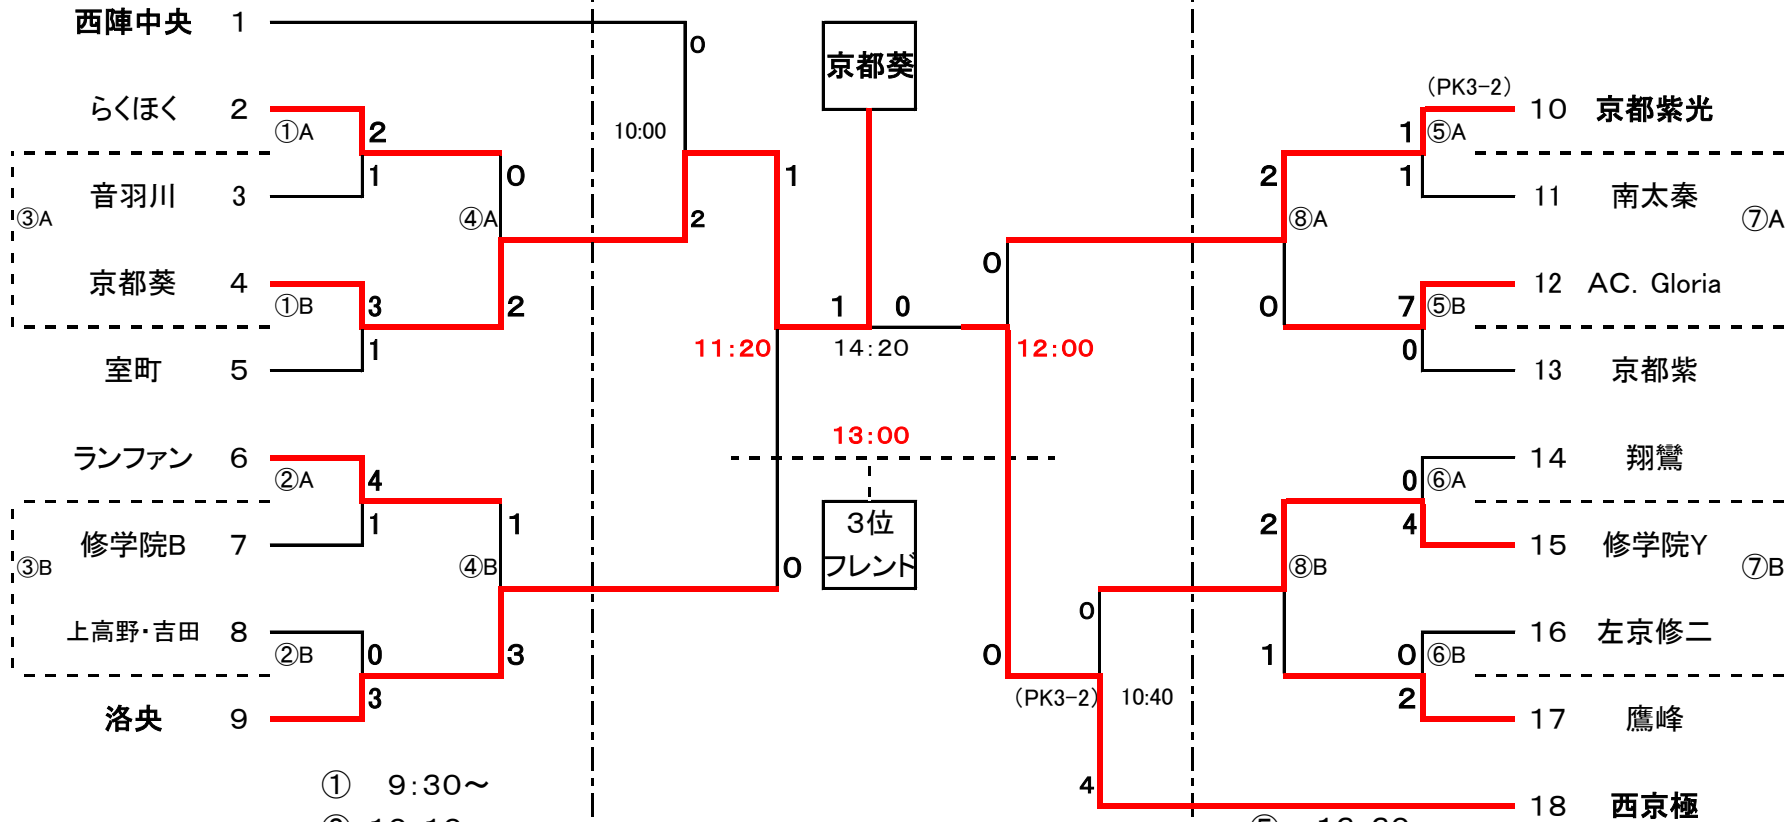 西陣中央 1
0
京都葵
らくほく 2
①A
2
10:00
1
(PK3-2)
10 京都紫光
⑤A
1
③A
音羽川 3
1
0
④A
2
1
2
⑧A
11 南太秦
⑦A
京都葵 4
①B
3
2
1
0
0
0
7
⑤B
12 AC. Gloria
室町 5
1
11:20
14:20
12:00
0
13 京都紫
13:00
ランファン 6
②A
4
3位
フレンド
0
⑥A
14 翔鸞
③B
修学院B 7
1
1
④B
0
2
⑧B
4
15 修学院Y
⑦B
上高野・吉田 8
②B
0
3
0
0
1
0
⑥B
16 左京修二
洛央 9
3
(PK3-2)
10:40
2
17 鷹峰
① 9:30~
4
18 西京極